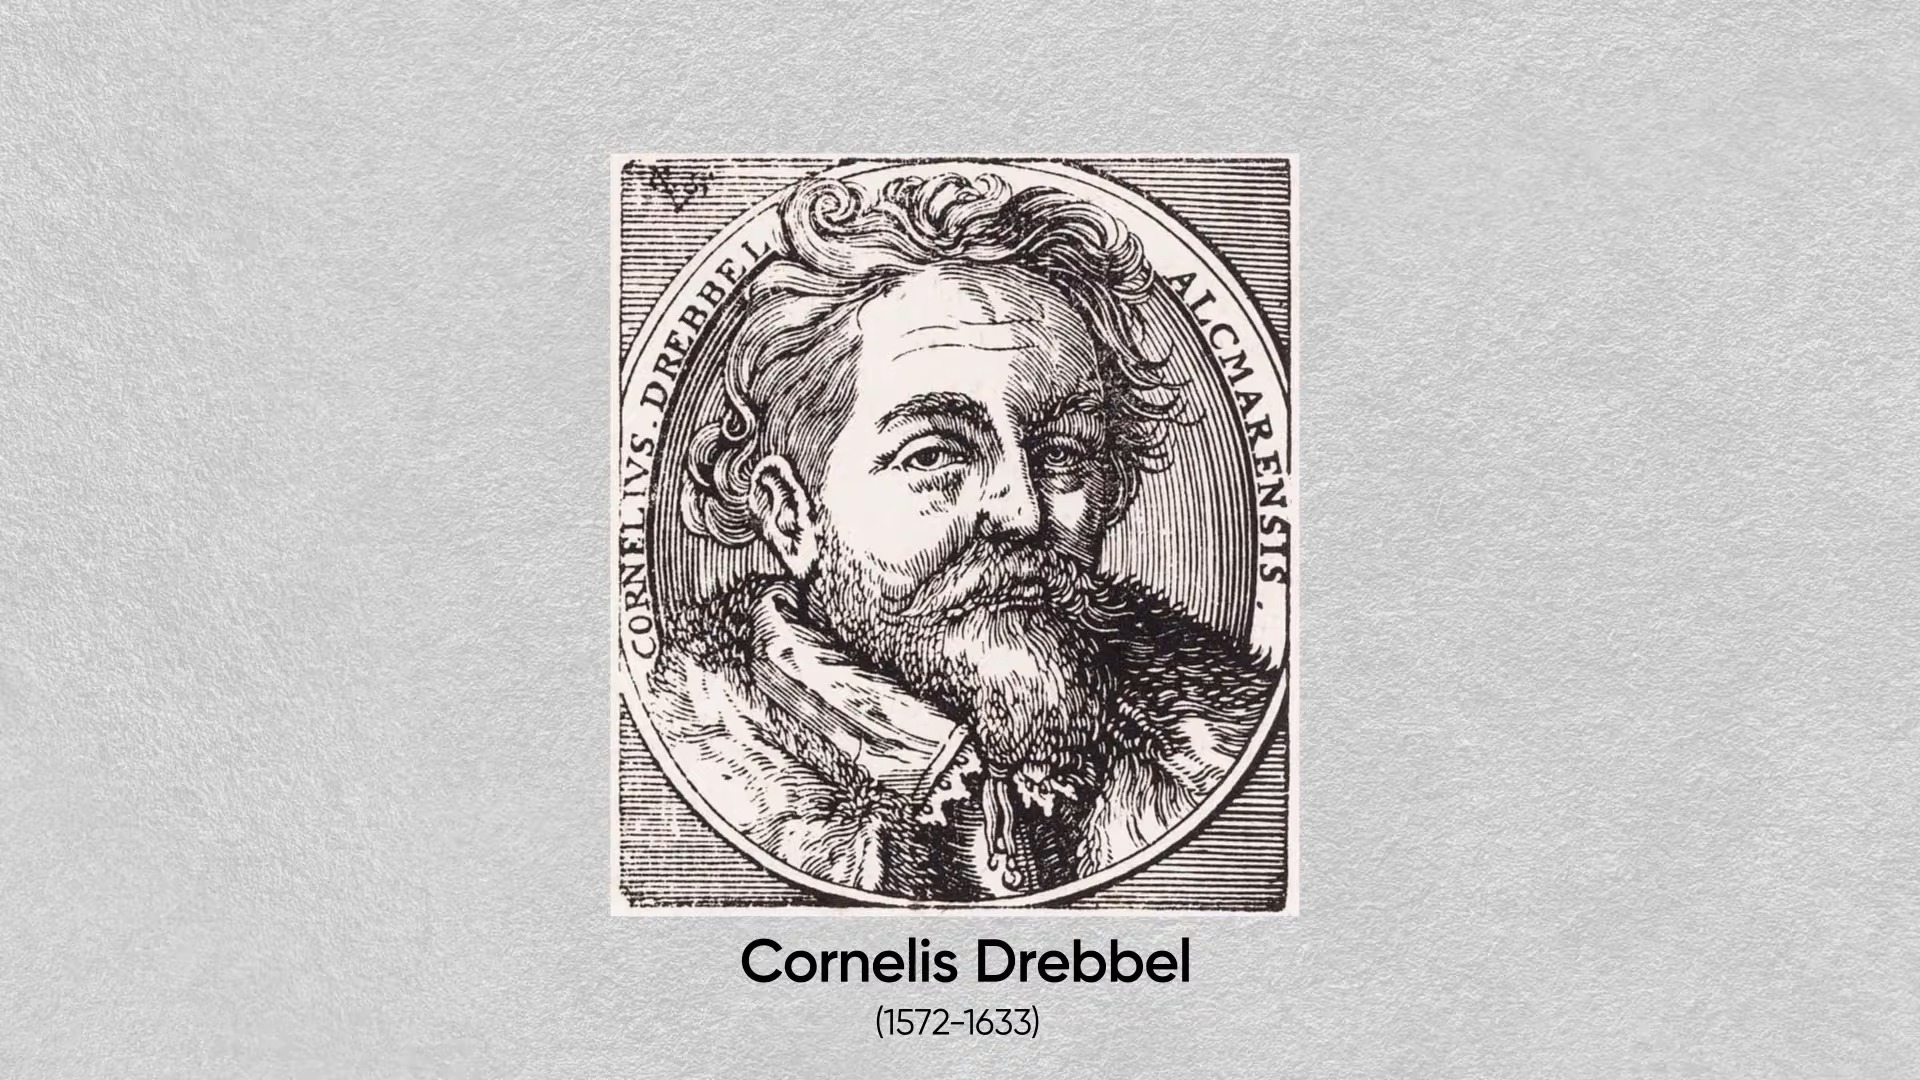 CORNELIVS. DREBBEL
ALCMARENSIS.
Cornelis Drebbel
(1572-1633)